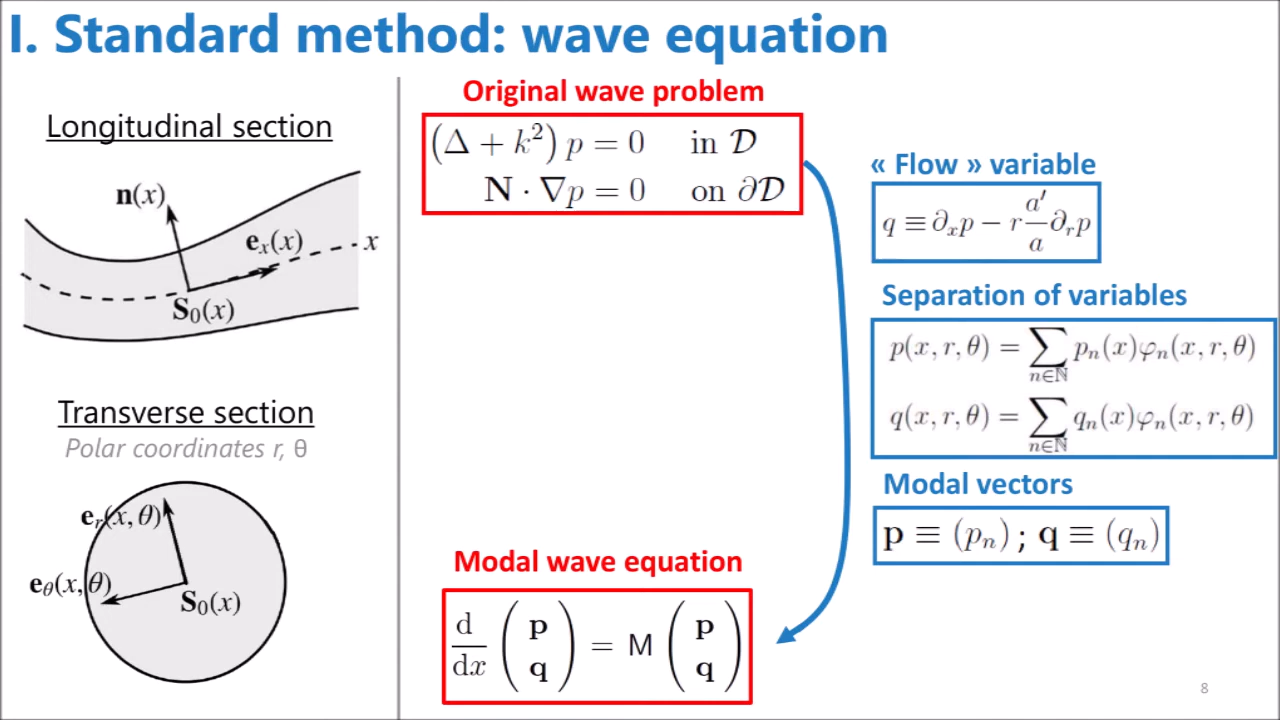 I. Standard method: wave equation
Longitudinal section
n(x)
e_x(x)
x
S_0(x)
Transverse section
Polar coordinates r, θ
e_r(x, θ)
e_θ(x, θ)
S_0(x)
Original wave problem
(Δ + k²) p = 0 in 𝒟
N · ∇p = 0 on ∂𝒟
« Flow » variable
q ≡ ∂_x p − r a′/a ∂_r p
Separation of variables
p(x, r, θ) = ∑_{n∈ℕ} p_n(x)φ_n(x, r, θ)
q(x, r, θ) = ∑_{n∈ℕ} q_n(x)φ_n(x, r, θ)
Modal vectors
p ≡ (p_n) ; q ≡ (q_n)
Modal wave equation
d/dx (p q) = M (p q)
8